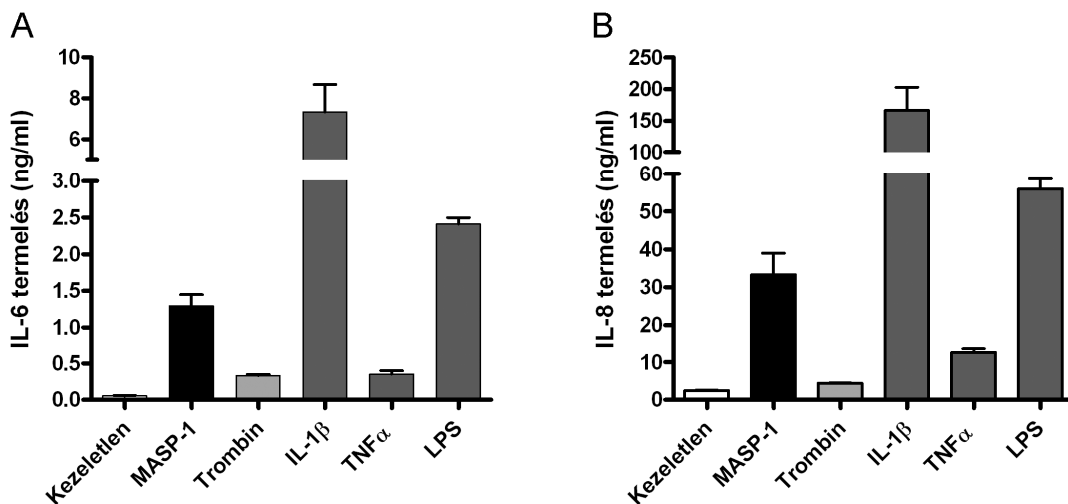 A
IL-6 termelés (ng/ml)
10
8
6
3.0
2.5
2.0
1.5
1.0
0.5
0.0
Kezeletlen
MASP-1
Trombin
IL-1β
TNFα
LPS
B
IL-8 termelés (ng/ml)
250
200
150
100
60
50
40
30
20
10
0
Kezeletlen
MASP-1
Trombin
IL-1β
TNFα
LPS